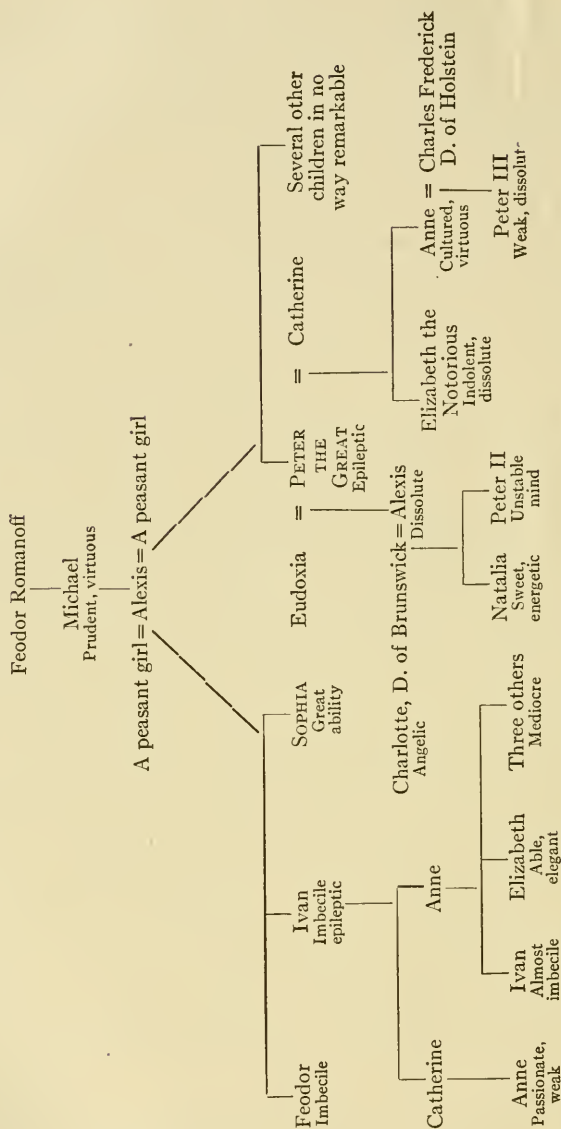 Feodor Romanoff
Michael
Prudent, virtuous
A peasant girl = Alexis = A peasant girl
Feodor
Imbecile
Ivan
Imbecile
epileptic
SOPHIA
Great
ability
Eudoxia
=
PETER
THE
GREAT
Epileptic
=
Catherine
Several other
children in no
way remarkable
Catherine
Anne
Charlotte, D. of Brunswick = Alexis
Angelic
Dissolute
Elizabeth the
Notorious
Indolent,
dissolute
Anne = Charles Frederick
Cultured,
virtuous
D. of Holstein
Anne
Passionate,
weak
Ivan
Almost
imbecile
Elizabeth
Able,
elegant
Three others
Mediocre
Natalia
Sweet,
energetic
Peter II
Unstable
mind
Peter III
Weak, dissolut-